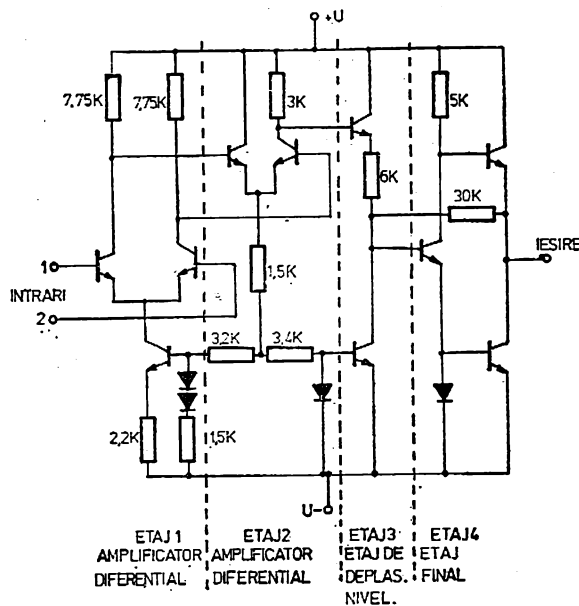 +U
7,75K
7,75K
3K
5K
6K
30K
1
INTRARI
2
IESIRE
1,5K
3,2K
3,4K
2,2K
1,5K
U-
ETAJ 1
AMPLIFICATOR
DIFERENTIAL
ETAJ2
AMPLIFICATOR
DIFERENTIAL
ETAJ3
ETAJ DE
DEPLAS.
NIVEL.
ETAJ4
ETAJ
FINAL